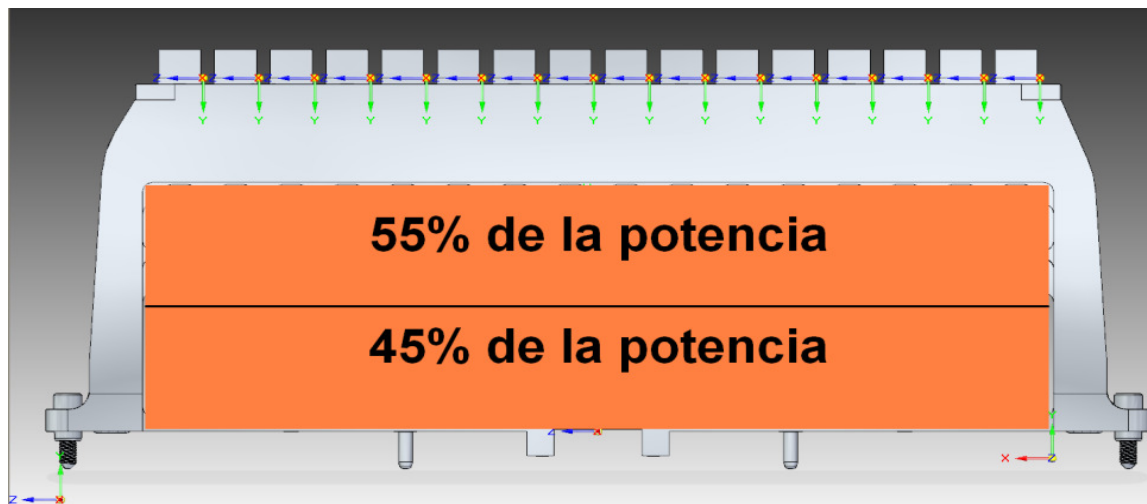 Z Z Z Z Z Z Z Z Z Z Z Z Z Z Z Z
Y Y Y Y Y Y Y Y Y Y Y Y Y Y Y Y
55% de la potencia
45% de la potencia
Z
Y
X Z
Y
Z